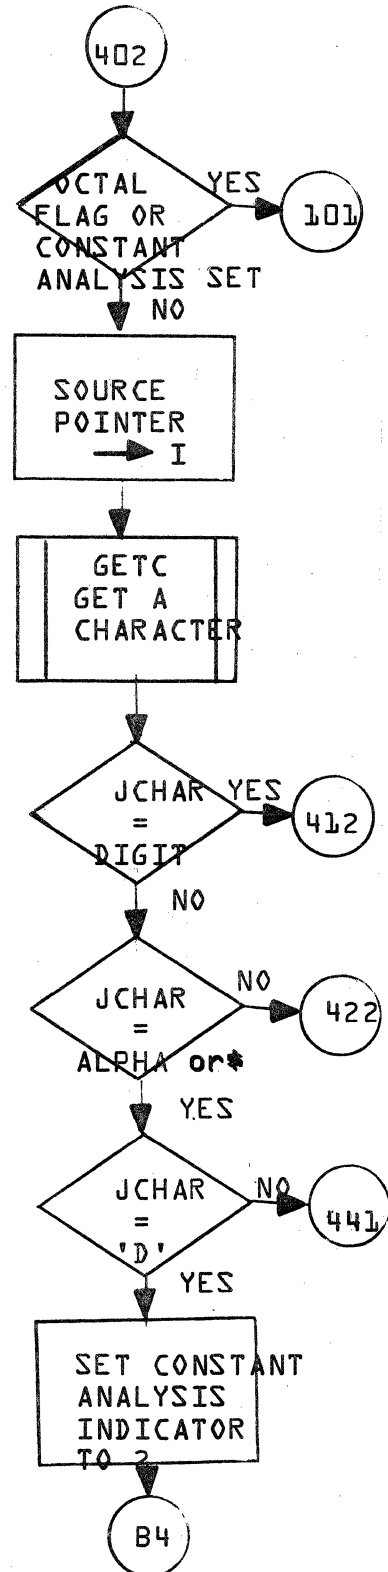 402
OCTAL
FLAG OR
CONSTANT
ANALYSIS SET
YES
101
NO
SOURCE
POINTER
→ I
GETC
GET A
CHARACTER
JCHAR
=
DIGIT
YES
412
NO
JCHAR
=
ALPHA or*
NO
422
YES
JCHAR
=
'D'
NO
441
YES
SET CONSTANT
ANALYSIS
INDICATOR
TO 2
B4